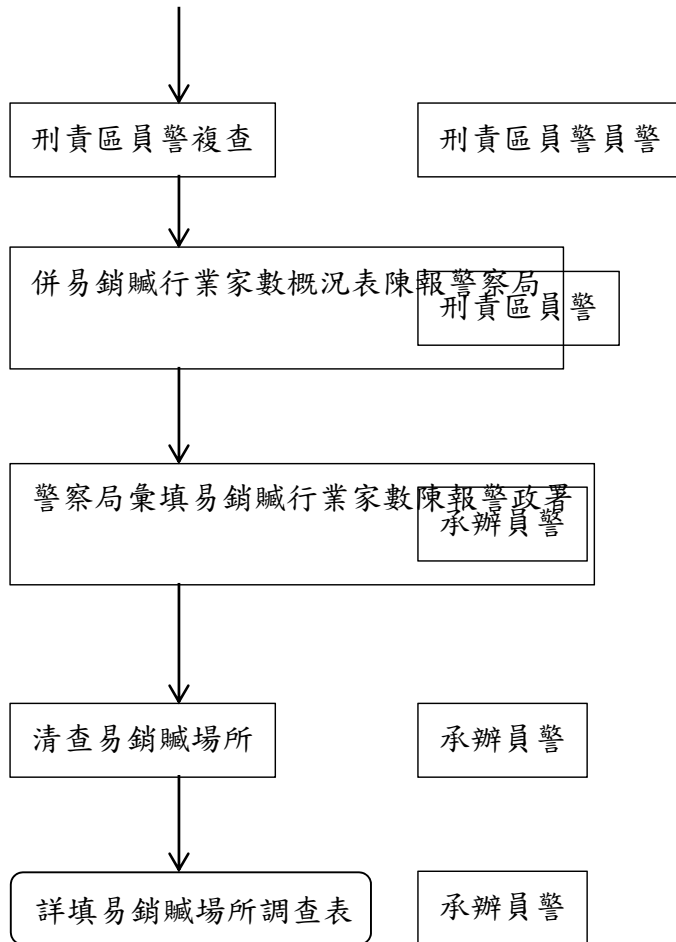 刑責區員警複查
刑責區員警員警
併易銷贓行業家數概況表陳報警察局
刑責區員警
警察局彙填易銷贓行業家數陳報警政署
承辦員警
清查易銷贓場所
承辦員警
詳填易銷贓場所調查表
承辦員警